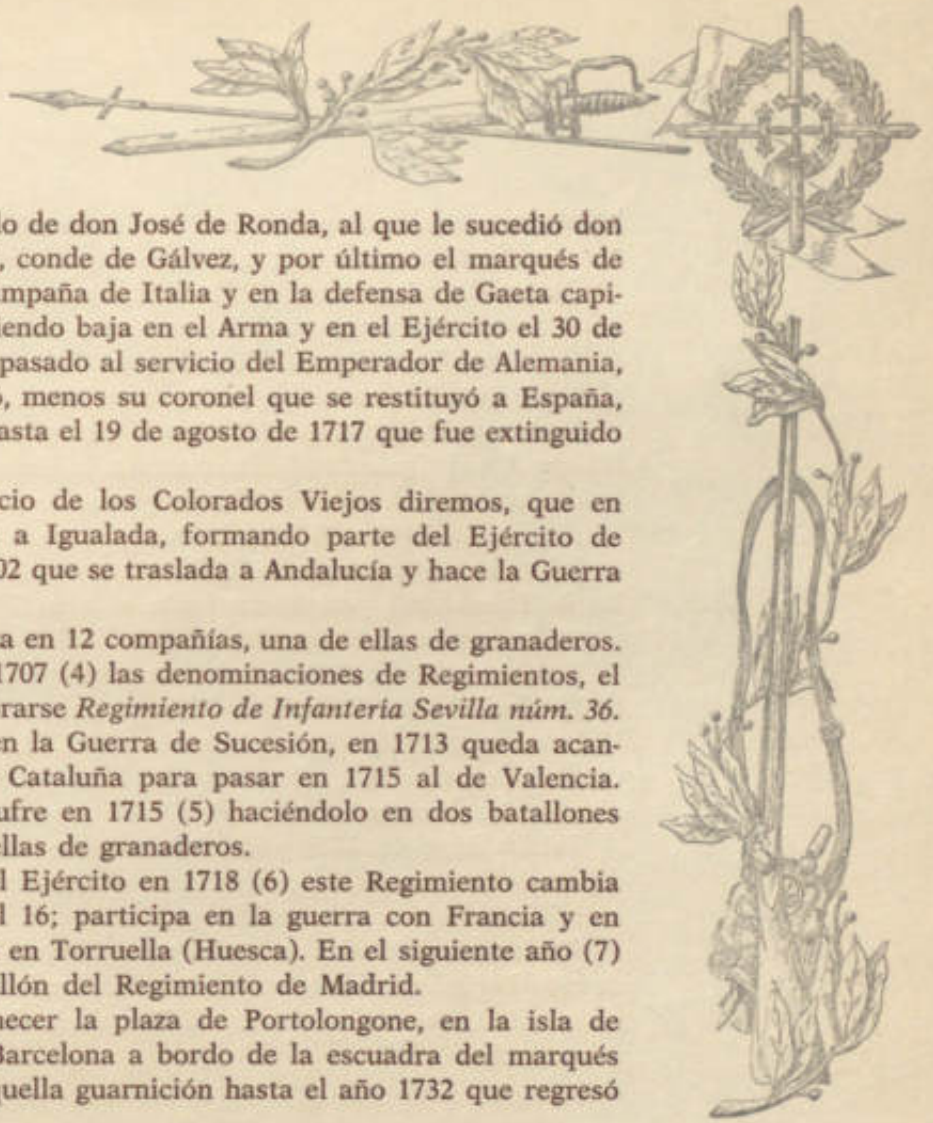 o de don José de Ronda, al que le sucedió don
, conde de Gálvez, y por último el marqués de
mpaña de Italia y en la defensa de Gaeta capi-
iendo baja en el Arma y en el Ejército el 30 de
pasado al servicio del Emperador de Alemania,
o, menos su coronel que se restituyó a España,
asta el 19 de agosto de 1717 que fue extinguido
cio de los Colorados Viejos diremos, que en
a Igualada, formando parte del Ejército de
02 que se traslada a Andalucía y hace la Guerra
a en 12 compañías, una de ellas de granaderos.
1707 (4) las denominaciones de Regimientos, el
rarse Regimiento de Infantería Sevilla núm. 36.
en la Guerra de Sucesión, en 1713 queda acan-
Cataluña para pasar en 1715 al de Valencia.
ufre en 1715 (5) haciéndolo en dos batallones
ellas de granaderos.
l Ejército en 1718 (6) este Regimiento cambia
l 16; participa en la guerra con Francia y en
en Torruella (Huesca). En el siguiente año (7)
llón del Regimiento de Madrid.
necer la plaza de Portolongone, en la isla de
Barcelona a bordo de la escuadra del marqués
quella guarnición hasta el año 1732 que regresó